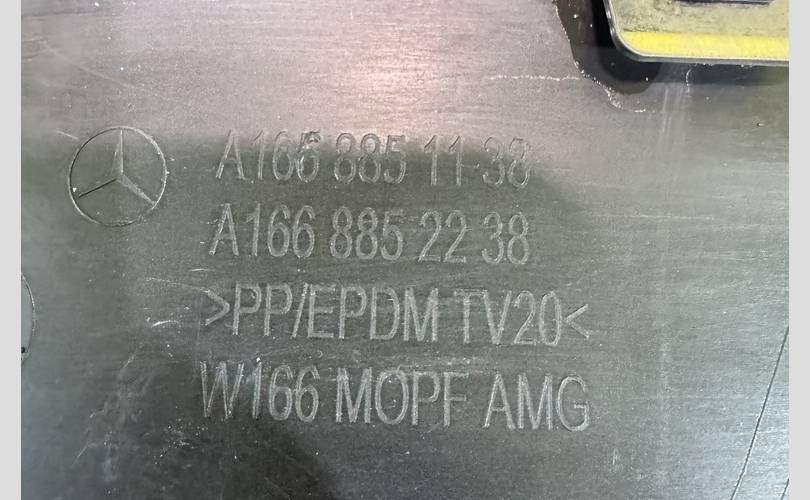 A166 885 11 38
A166 885 22 38
>PP/EPDM TV20<
W166 MOPF AMG